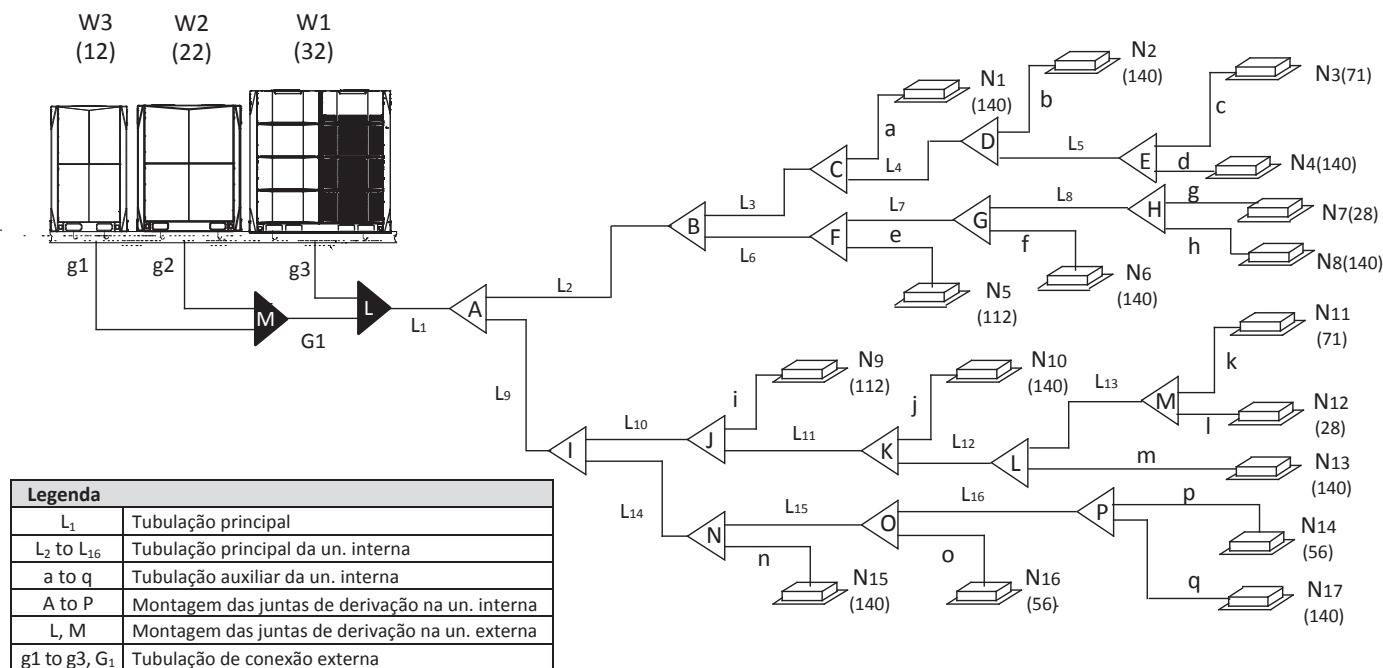 W3
(12)
W2
(22)
W1
(32)
g1
g2
g3
M
G1
L
L1
A
L2
L9
B
L3
L6
C
a
N1
(140)
L4
D
b
N2
(140)
L5
E
c
N3(71)
d
N4(140)
F
L7
e
N5
(112)
G
L8
f
N6
(140)
H
g
N7(28)
h
N8(140)
I
L10
L14
J
i
N9
(112)
L11
K
j
N10
(140)
L12
L
L13
M
k
N11
(71)
l
N12
(28)
m
N13
(140)
N
L15
n
N15
(140)
O
L16
o
N16
(56)
P
p
N14
(56)
q
N17
(140)
Legenda
L1 Tubulação principal
L2 to L16 Tubulação principal da un. interna
a to q Tubulação auxiliar da un. interna
A to P Montagem das juntas de derivação na un. interna
L, M Montagem das juntas de derivação na un. externa
g1 to g3, G1 Tubulação de conexão externa